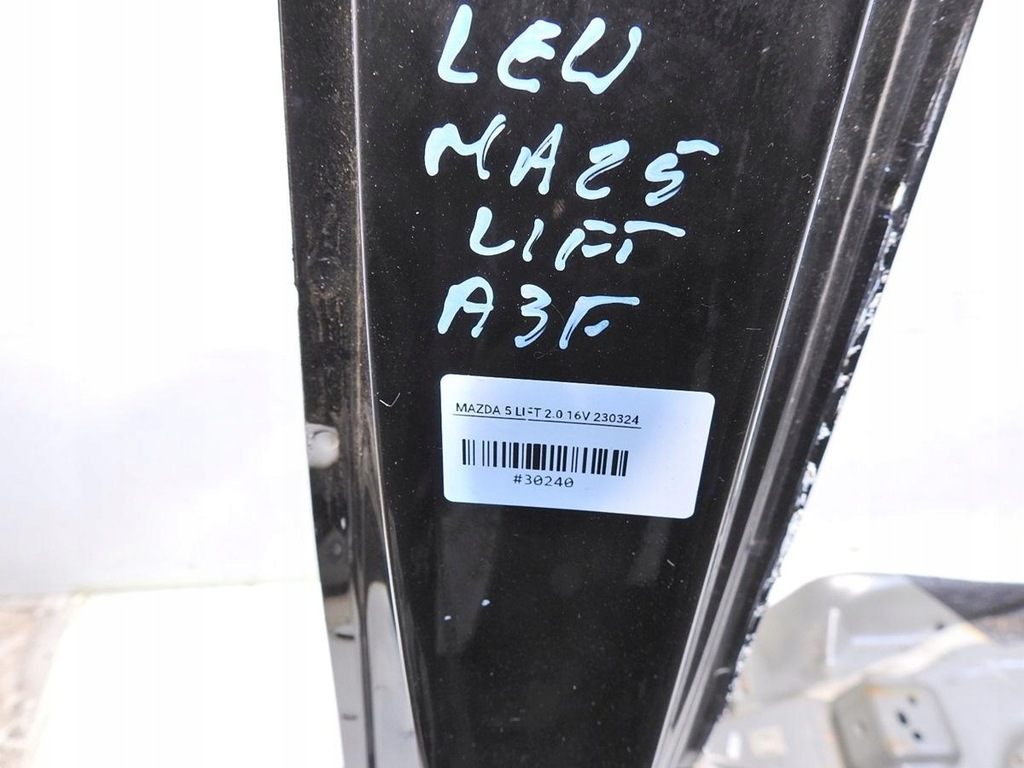 LEW
MAZ5
LIFT
A3F
MAZDA 5 LIFT 2.0 16V 230324
#30240